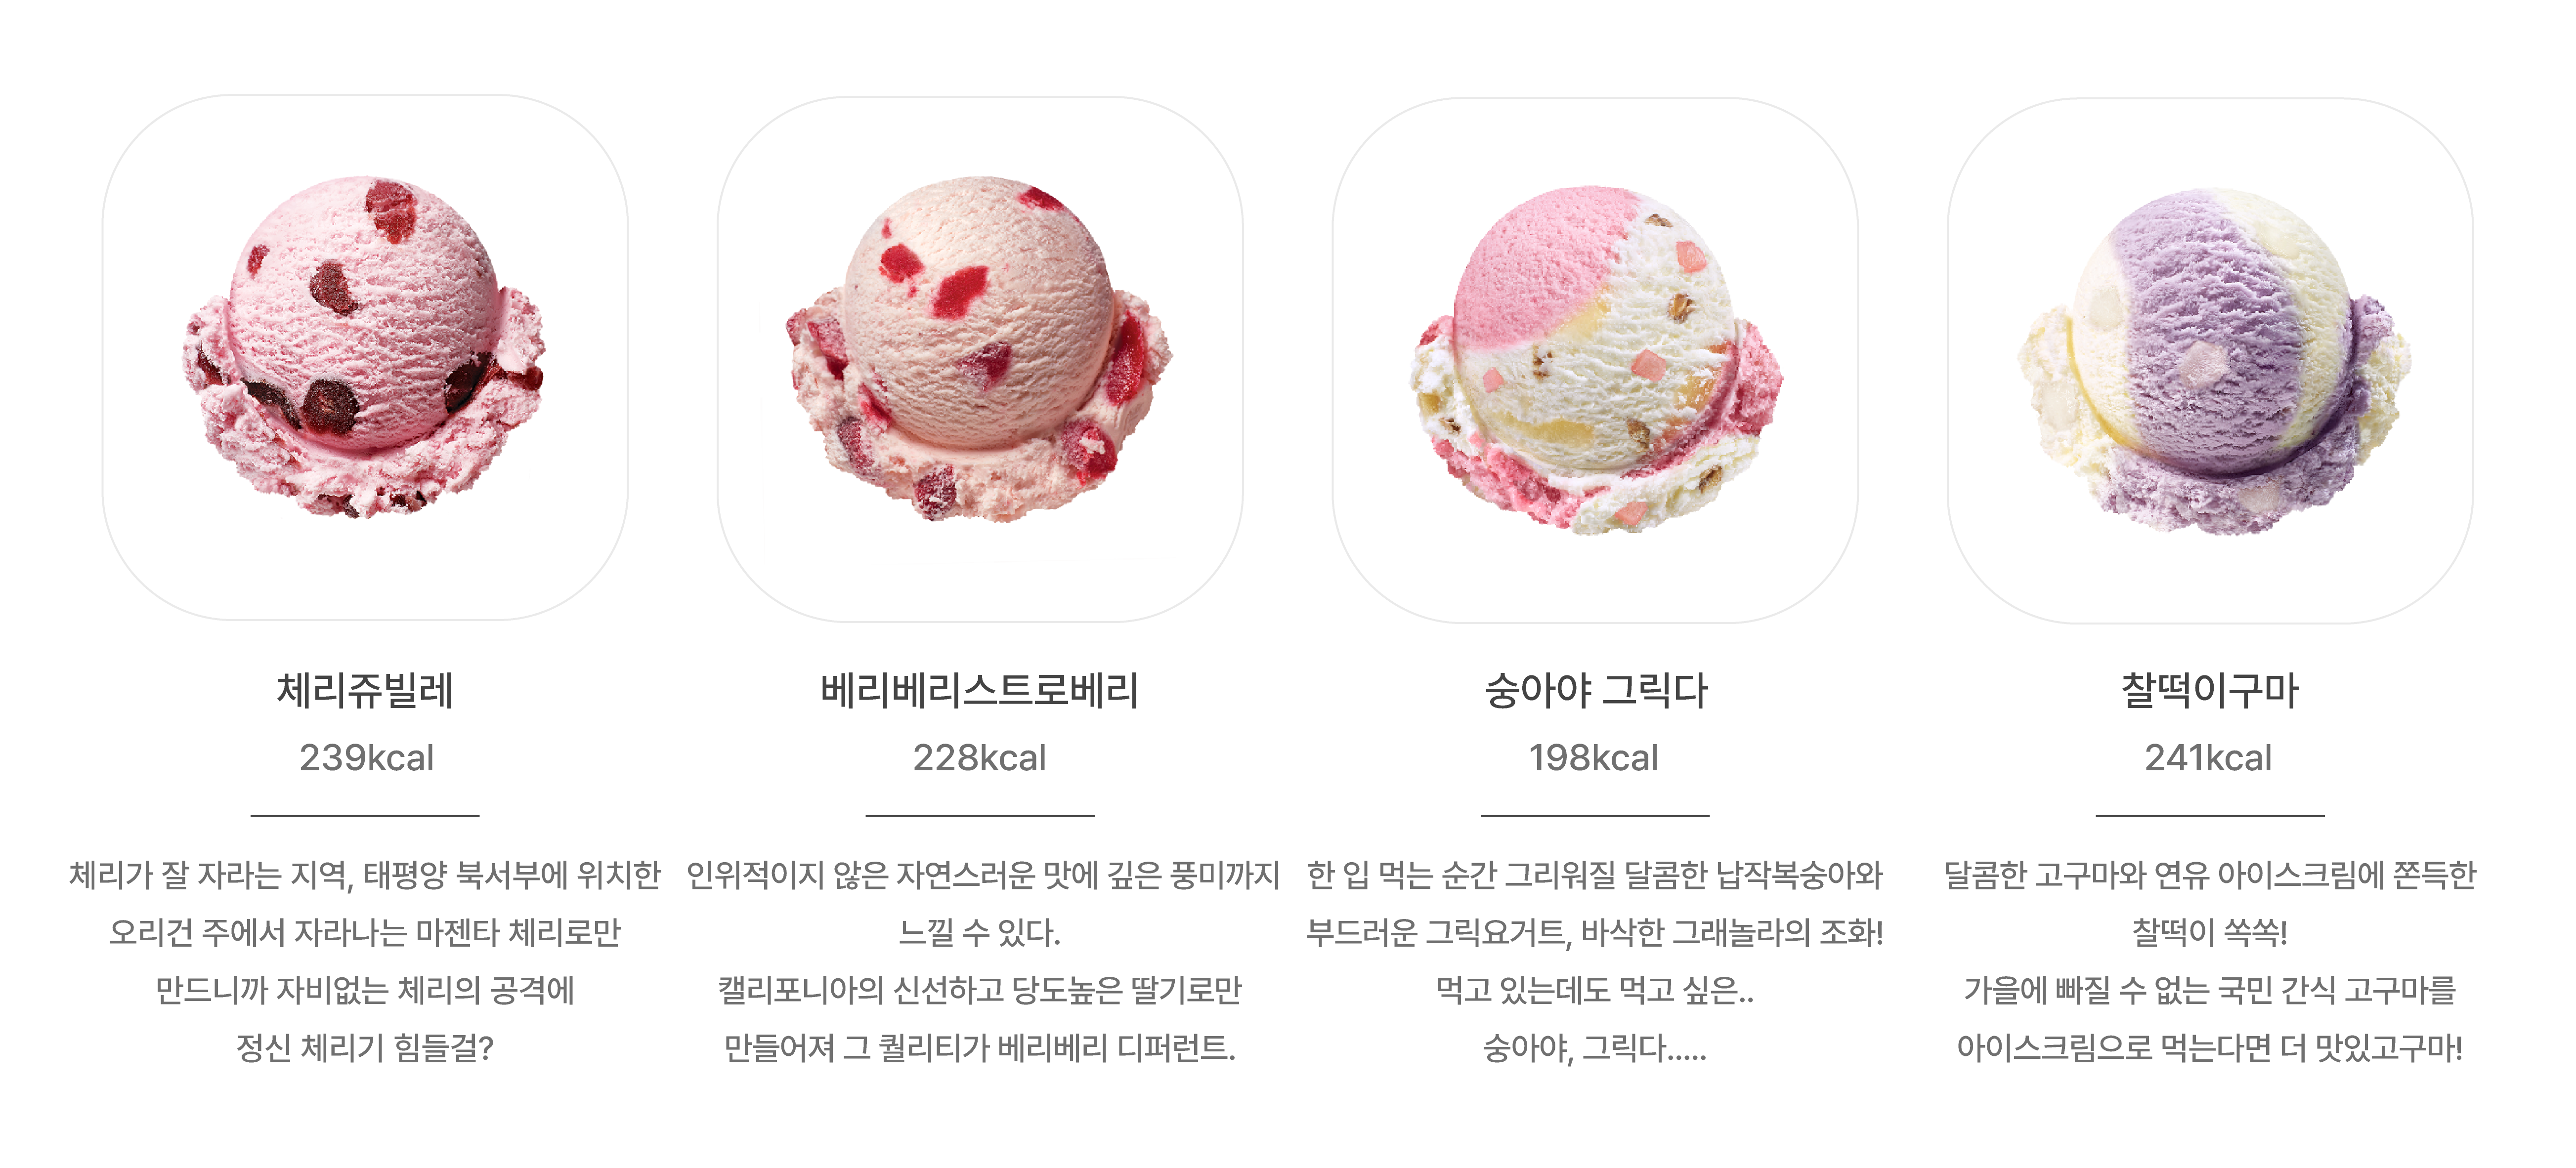 체리쥬빌레
239kcal
체리가 잘 자라는 지역, 태평양 북서부에 위치한
오리건 주에서 자라나는 마젠타 체리로만
만드니까 자비없는 체리의 공격에
정신 체리기 힘들걸?
베리베리스트로베리
228kcal
인위적이지 않은 자연스러운 맛에 깊은 풍미까지
느낄 수 있다.
캘리포니아의 신선하고 당도높은 딸기로만
만들어져 그 퀄리티가 베리베리 디퍼런트.
숭아야 그릭다
198kcal
한 입 먹는 순간 그리워질 달콤한 납작복숭아와
부드러운 그릭요거트, 바삭한 그래놀라의 조화!
먹고 있는데도 먹고 싶은..
숭아야, 그릭다.....
찰떡이구마
241kcal
달콤한 고구마와 연유 아이스크림에 쫀득한
찰떡이 쏙쏙!
가을에 빠질 수 없는 국민 간식 고구마를
아이스크림으로 먹는다면 더 맛있고구마!